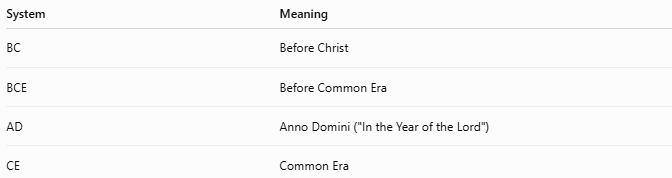 System Meaning
BC Before Christ
BCE Before Common Era
AD Anno Domini ("In the Year of the Lord")
CE Common Era